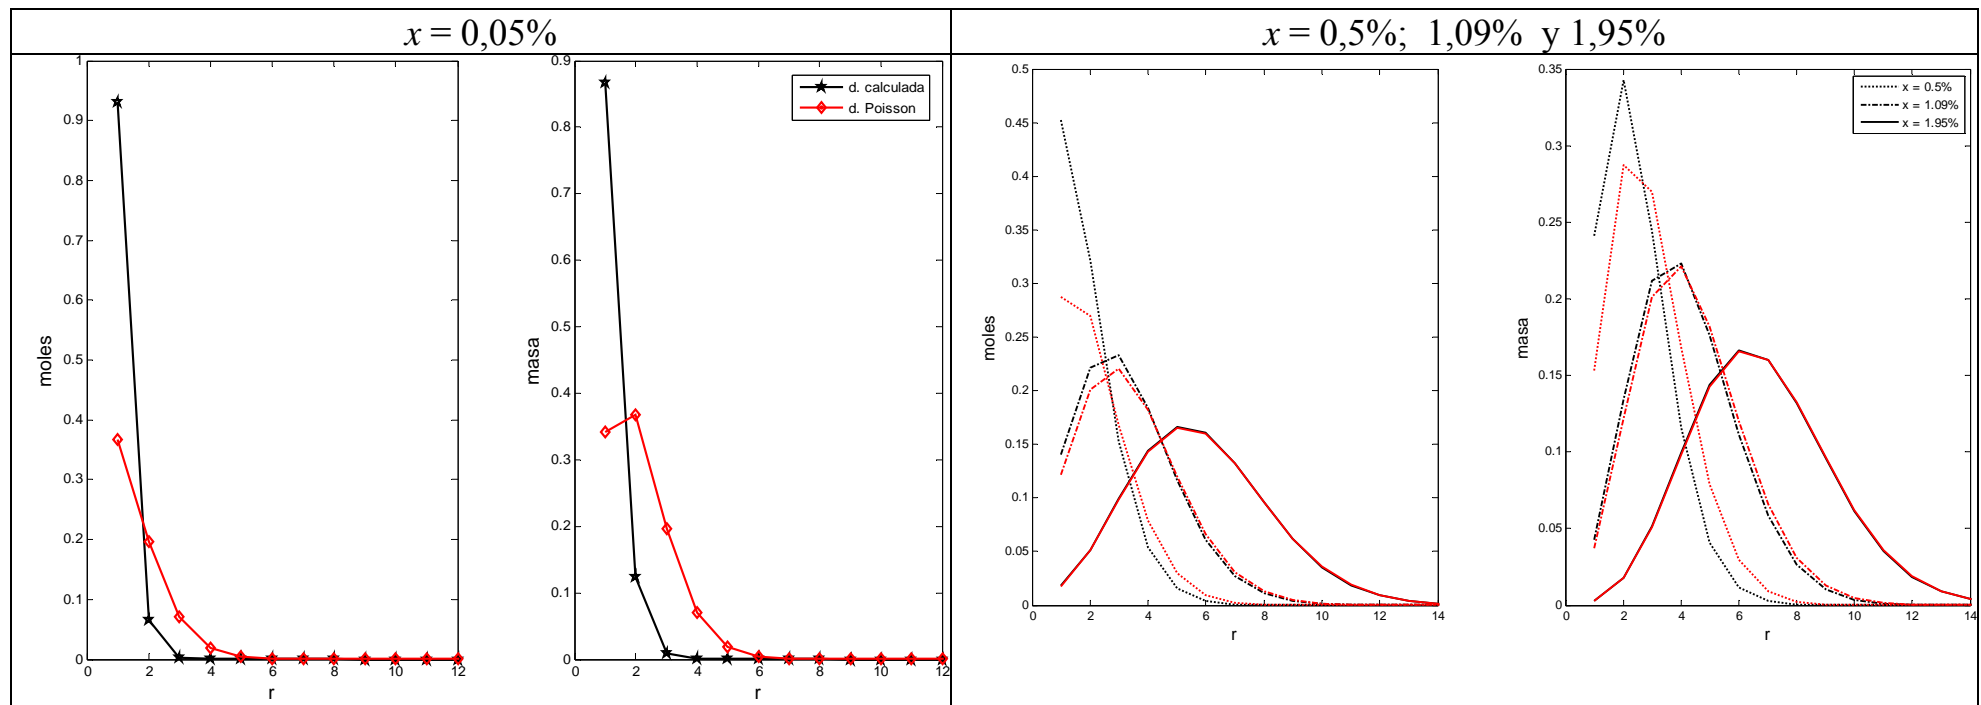 x = 0,05%
x = 0,5%; 1,09% y 1,95%
1
0.9
0.8
0.7
0.6
0.5
0.4
0.3
0.2
0.1
0
moles
0 2 4 6 8 10 12
r
0.9
0.8
0.7
0.6
0.5
0.4
0.3
0.2
0.1
0
masa
d. calculada
d. Poisson
0 2 4 6 8 10 12
r
0.5
0.45
0.4
0.35
0.3
0.25
0.2
0.15
0.1
0.05
0
moles
0 2 4 6 8 10 12 14
r
0.35
0.3
0.25
0.2
0.15
0.1
0.05
0
masa
x = 0.5%
x = 1.09%
x = 1.95%
0 2 4 6 8 10 12 14
r